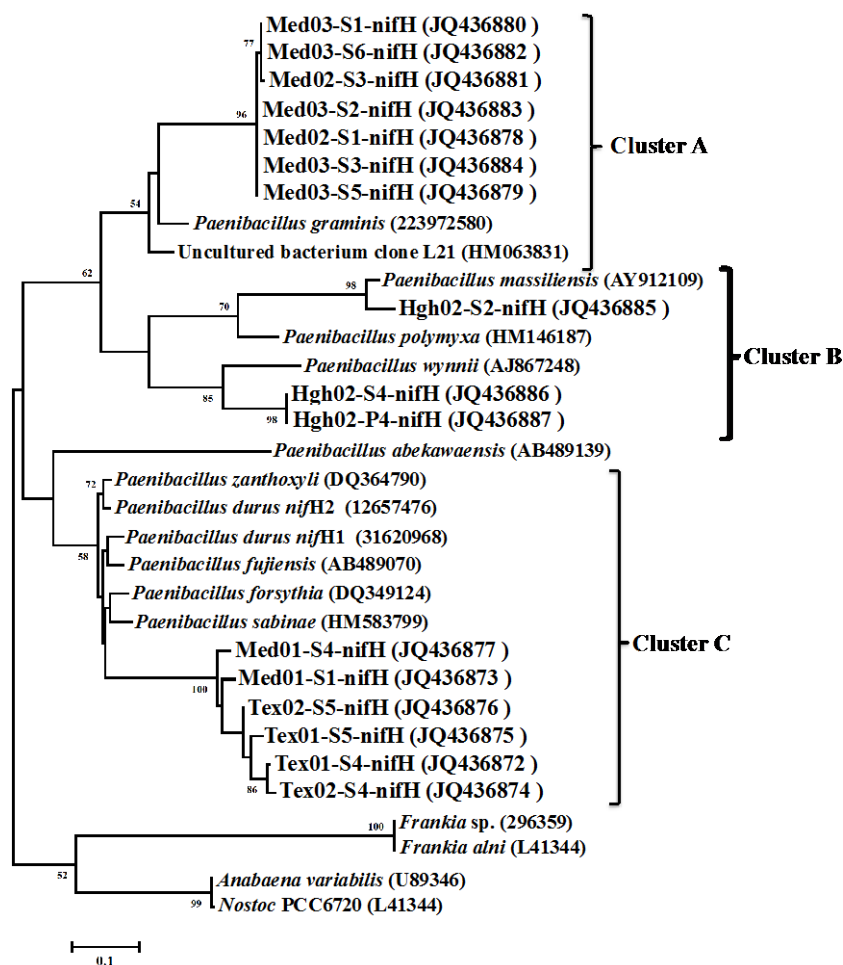 Med03-S1-nifH (JQ436880 )
77
Med03-S6-nifH (JQ436882 )
Med02-S3-nifH (JQ436881 )
96
Med03-S2-nifH (JQ436883 )
Med02-S1-nifH (JQ436878 )
Cluster A
Med03-S3-nifH (JQ436884 )
Med03-S5-nifH (JQ436879 )
54
Paenibacillus graminis (223972580)
Uncultured bacterium clone L21 (HM063831)
62
Paenibacillus massiliensis (AY912109)
98
Hgh02-S2-nifH (JQ436885 )
70
Paenibacillus polymyxa (HM146187)
Cluster B
Paenibacillus wynnii (AJ867248)
85
Hgh02-S4-nifH (JQ436886 )
98
Hgh02-P4-nifH (JQ436887 )
Paenibacillus abekawaensis (AB489139)
72
Paenibacillus zanthoxyli (DQ364790)
Paenibacillus durus nifH2 (12657476)
Paenibacillus durus nifH1 (31620968)
58
Paenibacillus fujiensis (AB489070)
Paenibacillus forsythia (DQ349124)
Paenibacillus sabinae (HM583799)
Cluster C
Med01-S4-nifH (JQ436877 )
100
Med01-S1-nifH (JQ436873 )
Tex02-S5-nifH (JQ436876 )
Tex01-S5-nifH (JQ436875 )
Tex01-S4-nifH (JQ436872 )
86
Tex02-S4-nifH (JQ436874 )
100
Frankia sp. (296359)
Frankia alni (L41344)
52
Anabaena variabilis (U89346)
99
Nostoc PCC6720 (L41344)
0.1